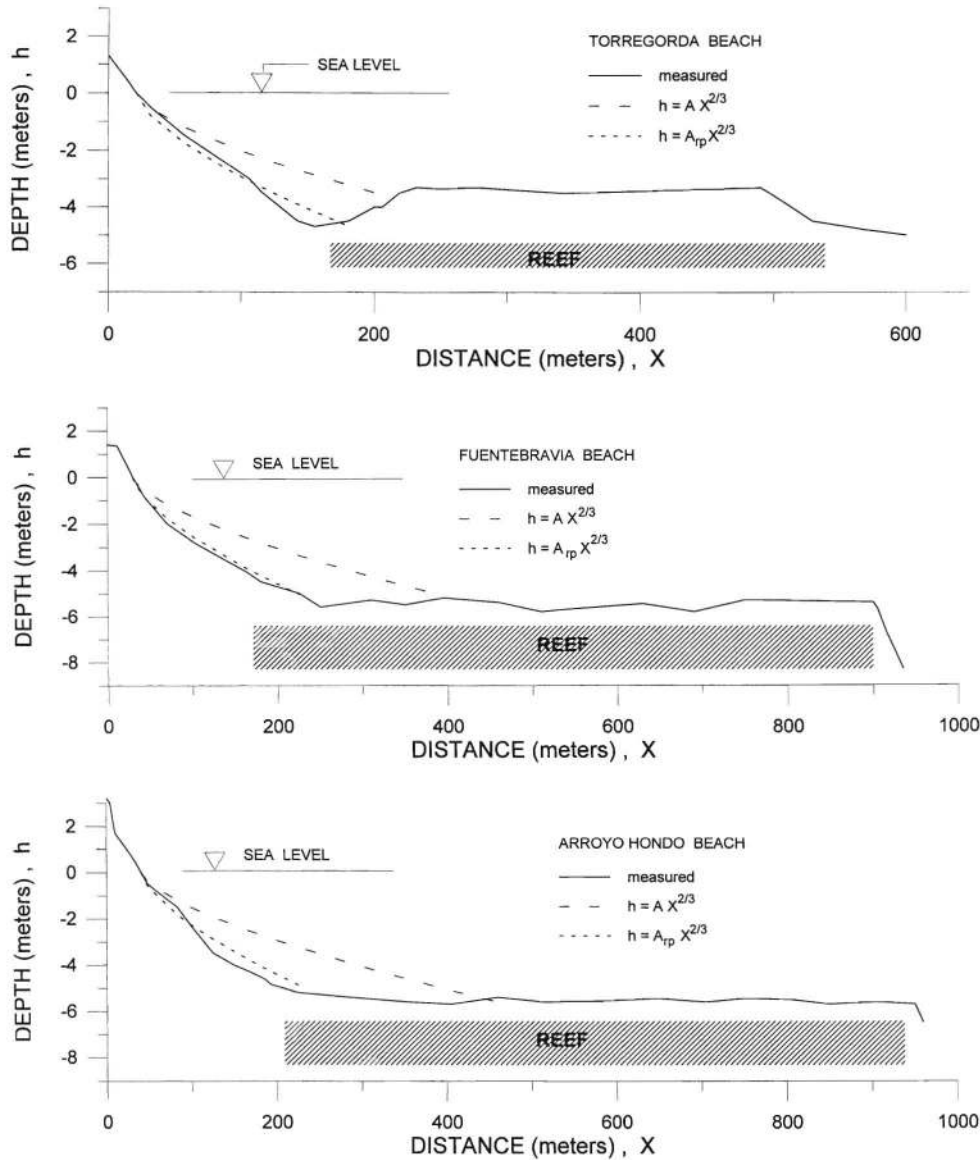 TORREGORDA BEACH
SEA LEVEL
measured
h = A X^2/3
h = A_rp X^2/3
2
0
-2
-4
-6
DEPTH (meters) , h
REEF
0 200 400 600
DISTANCE (meters) , X
FUENTEBRAVIA BEACH
SEA LEVEL
measured
h = A X^2/3
h = A_rp X^2/3
2
0
-2
-4
-6
-8
DEPTH (meters) , h
REEF
0 200 400 600 800 1000
DISTANCE (meters) , X
ARROYO HONDO BEACH
SEA LEVEL
measured
h = A X^2/3
h = A_rp X^2/3
2
0
-2
-4
-6
-8
DEPTH (meters) , h
REEF
0 200 400 600 800 1000
DISTANCE (meters) , X